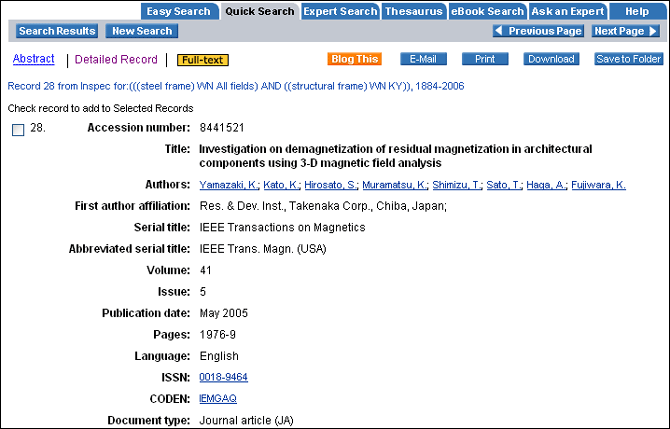 Easy Search Quick Search Expert Search Thesaurus eBook Search Ask an Expert Help
Search Results New Search Previous Page Next Page
Abstract Detailed Record Full-text Blog This E-Mail Print Download Save to Folder
Record 28 from Inspec for:(((steel frame) WN All fields) AND ((structural frame) WN KY)), 1884-2006
Check record to add to Selected Records
28. Accession number: 8441521
Title: Investigation on demagnetization of residual magnetization in architectural
components using 3-D magnetic field analysis
Authors: Yamazaki, K.; Kato, K.; Hirosato, S.; Muramatsu, K.; Shimizu, T.; Sato, T.; Haga, A.; Fujiwara, K.
First author affiliation: Res. & Dev. Inst., Takenaka Corp., Chiba, Japan;
Serial title: IEEE Transactions on Magnetics
Abbreviated serial title: IEEE Trans. Magn. (USA)
Volume: 41
Issue: 5
Publication date: May 2005
Pages: 1976-9
Language: English
ISSN: 0018-9464
CODEN: IEMGAQ
Document type: Journal article (JA)